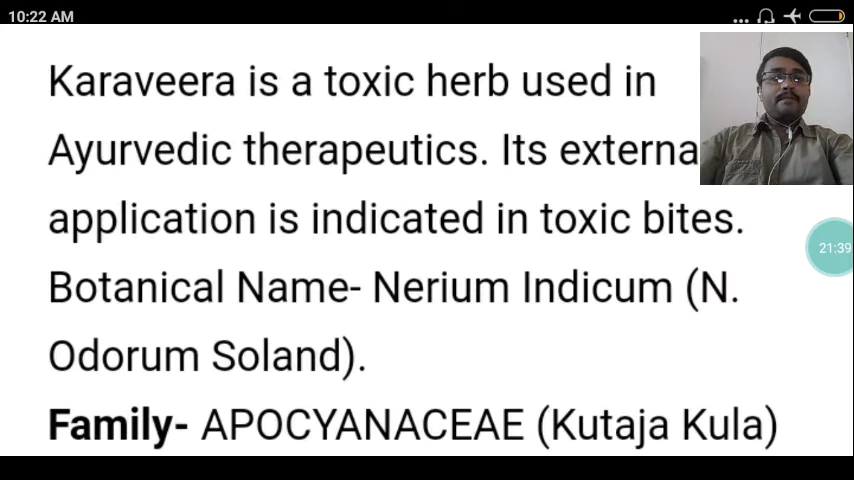 10:22 AM
Karaveera is a toxic herb used in
Ayurvedic therapeutics. Its externa
application is indicated in toxic bites.
Botanical Name- Nerium Indicum (N.
Odorum Soland).
Family- APOCYANACEAE (Kutaja Kula)
21:39